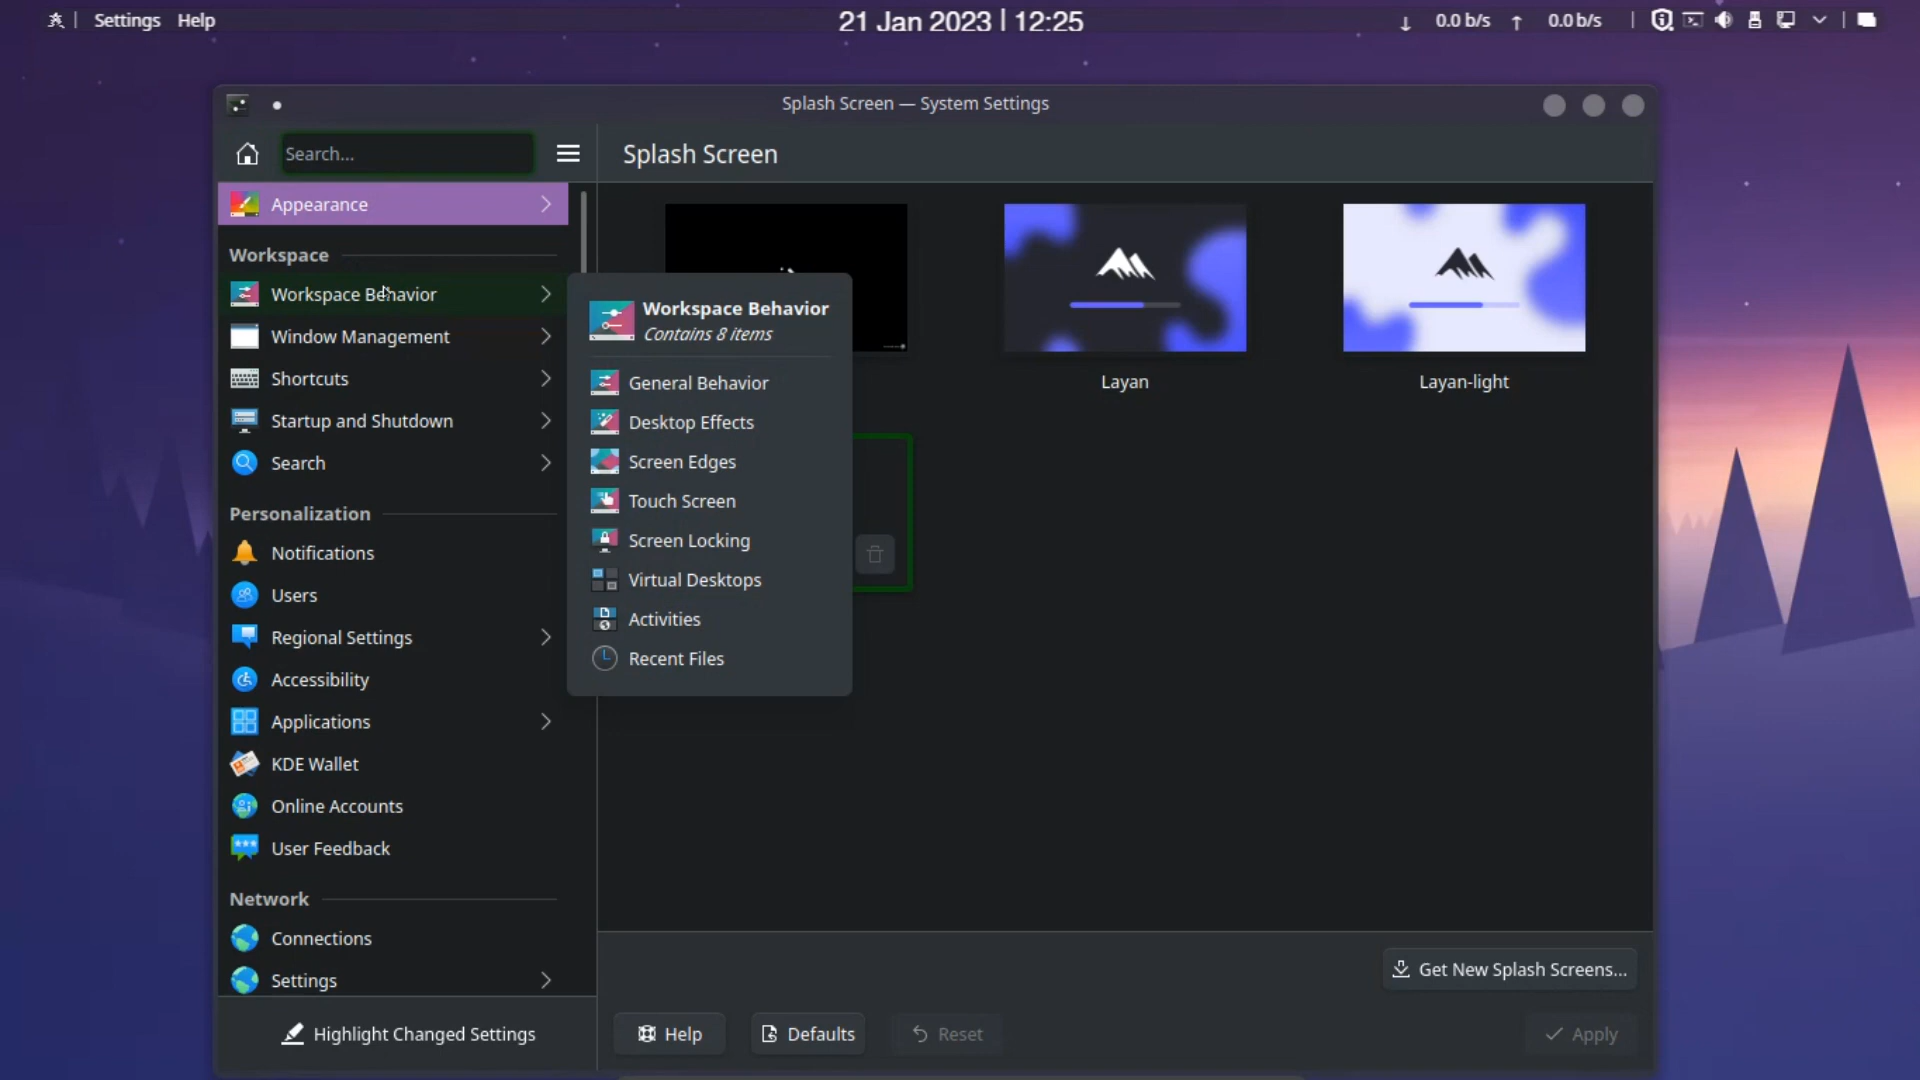 Settings Help
21 Jan 2023 | 12:25
↓ 0.0 b/s ↑ 0.0 b/s
Splash Screen — System Settings
Search...
Splash Screen
Appearance
Workspace
Workspace Behavior
Window Management
Shortcuts
Startup and Shutdown
Search
Personalization
Notifications
Users
Regional Settings
Accessibility
Applications
KDE Wallet
Online Accounts
User Feedback
Network
Connections
Settings
Highlight Changed Settings
Workspace Behavior
Contains 8 items
General Behavior
Desktop Effects
Screen Edges
Touch Screen
Screen Locking
Virtual Desktops
Activities
Recent Files
Layan
Layan-light
Get New Splash Screens...
Help
Defaults
Reset
Apply